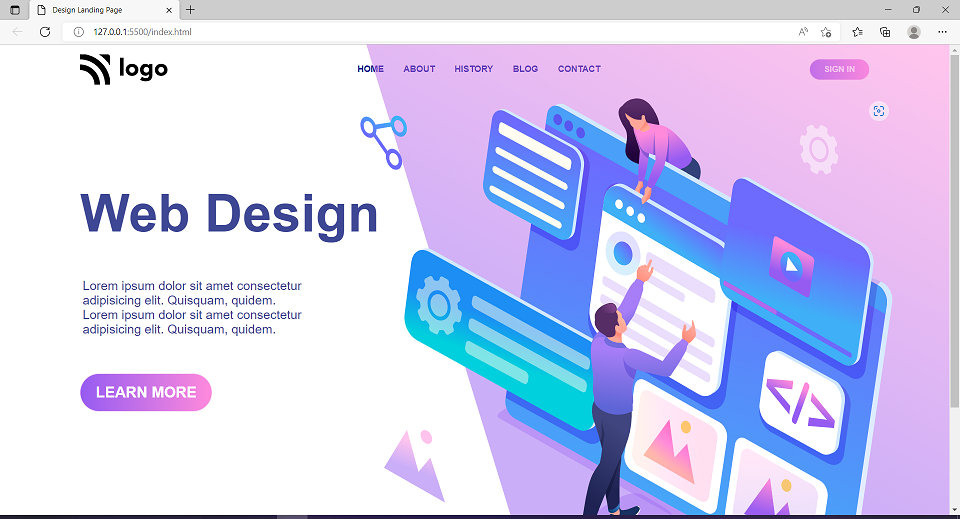 Design Landing Page
127.0.0.1:5500/index.html
logo
HOME ABOUT HISTORY BLOG CONTACT
SIGN IN
Web Design
Lorem ipsum dolor sit amet consectetur
adipisicing elit. Quisquam, quidem.
Lorem ipsum dolor sit amet consectetur
adipisicing elit. Quisquam, quidem.
LEARN MORE
</>